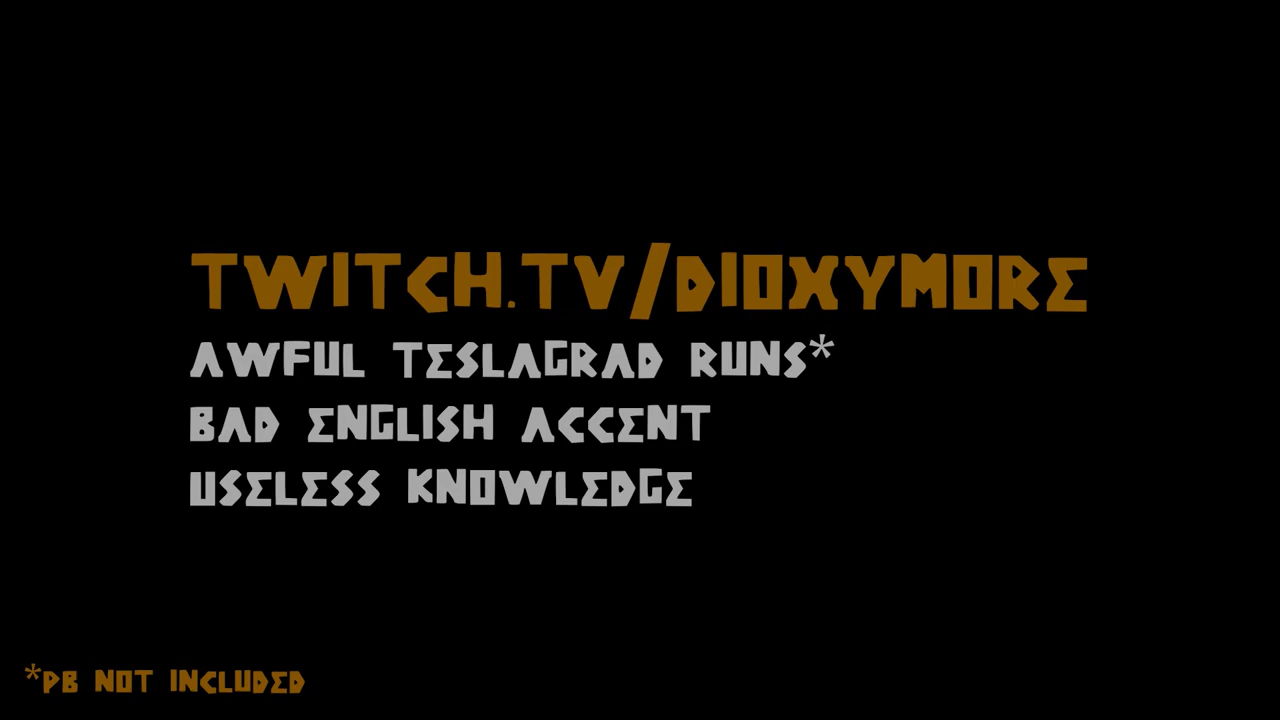 TWITCH.TV/DIOXYMORE
AWFUL TESLAGRAD RUNS*
BAD ENGLISH ACCENT
USELESS KNOWLEDGE
*PB NOT INCLUDED